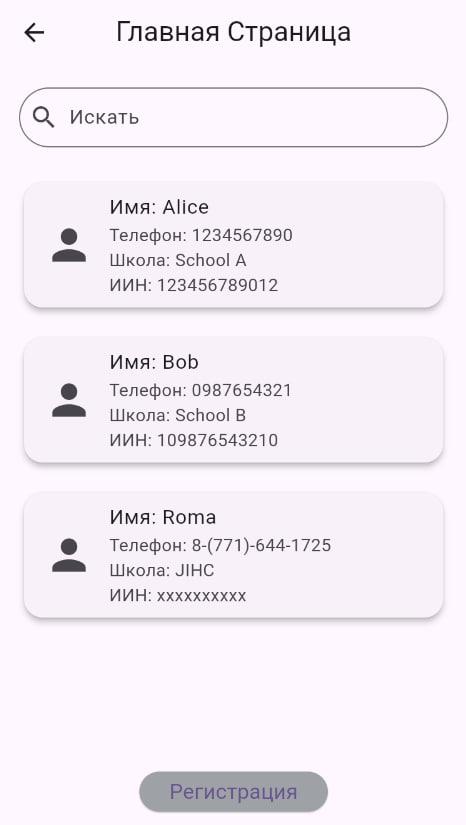 Главная Страница
Искать
Имя: Alice
Телефон: 1234567890
Школа: School A
ИИН: 123456789012
Имя: Bob
Телефон: 0987654321
Школа: School B
ИИН: 109876543210
Имя: Roma
Телефон: 8-(771)-644-1725
Школа: JIHC
ИИН: xxxxxxxxxx
Регистрация